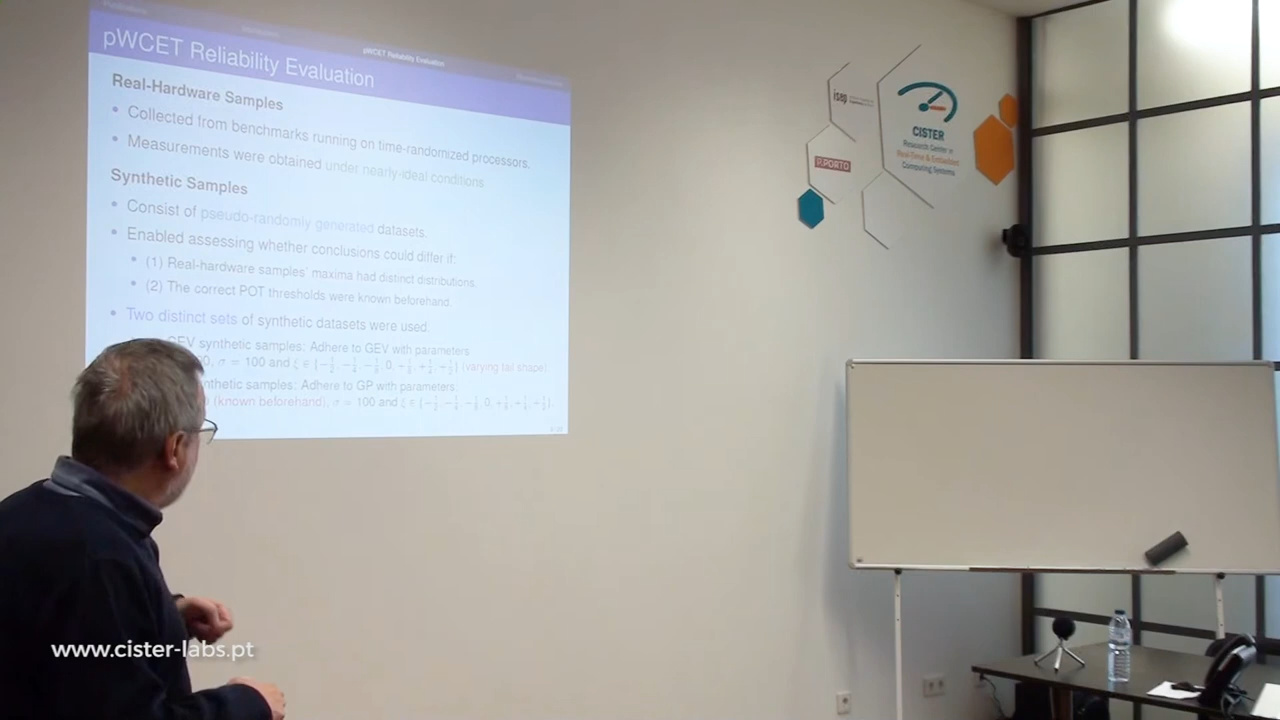 pWCET Reliability Evaluation
pWCET Reliability Evaluation
Real-Hardware Samples
Collected from benchmarks running on time-randomized processors.
Measurements were obtained under nearly-ideal conditions
Synthetic Samples
Consist of pseudo-randomly generated datasets.
Enabled assessing whether conclusions could differ if:
(1) Real-hardware samples' maxima had distinct distributions.
(2) The correct POT thresholds were known beforehand.
Two distinct sets of synthetic datasets were used.
GEV synthetic samples: Adhere to GEV with parameters
σ = 100 and ξ ∈ (varying tail shape).
synthetic samples: Adhere to GP with parameters:
(known beforehand), σ = 100 and ξ ∈
isep
U.PORTO
CISTER
Research Center in
Real-Time & Embedded
Computing Systems
www.cister-labs.pt